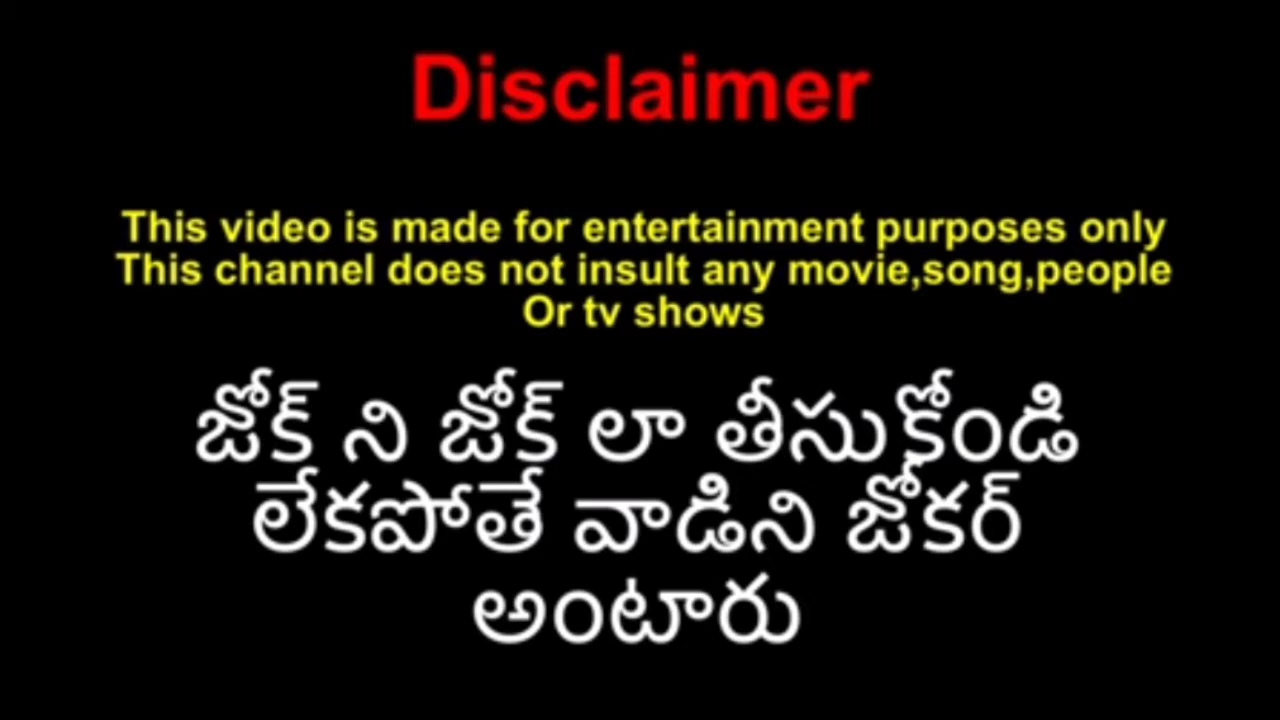 Disclaimer
This video is made for entertainment purposes only
This channel does not insult any movie,song,people
Or tv shows
జోక్ ని జోక్ లా తీసుకోండి
లేకపోతే వాడిని జోకర్
అంటారు